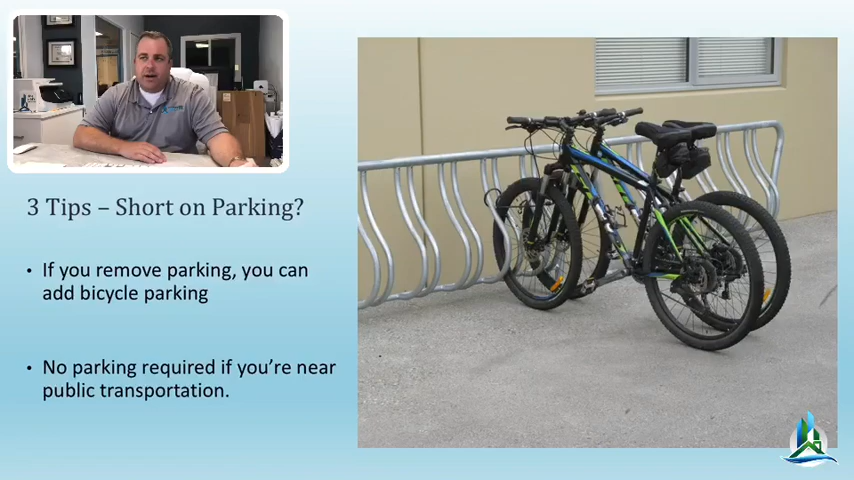 3 Tips – Short on Parking?
• If you remove parking, you can
add bicycle parking
• No parking required if you're near
public transportation.